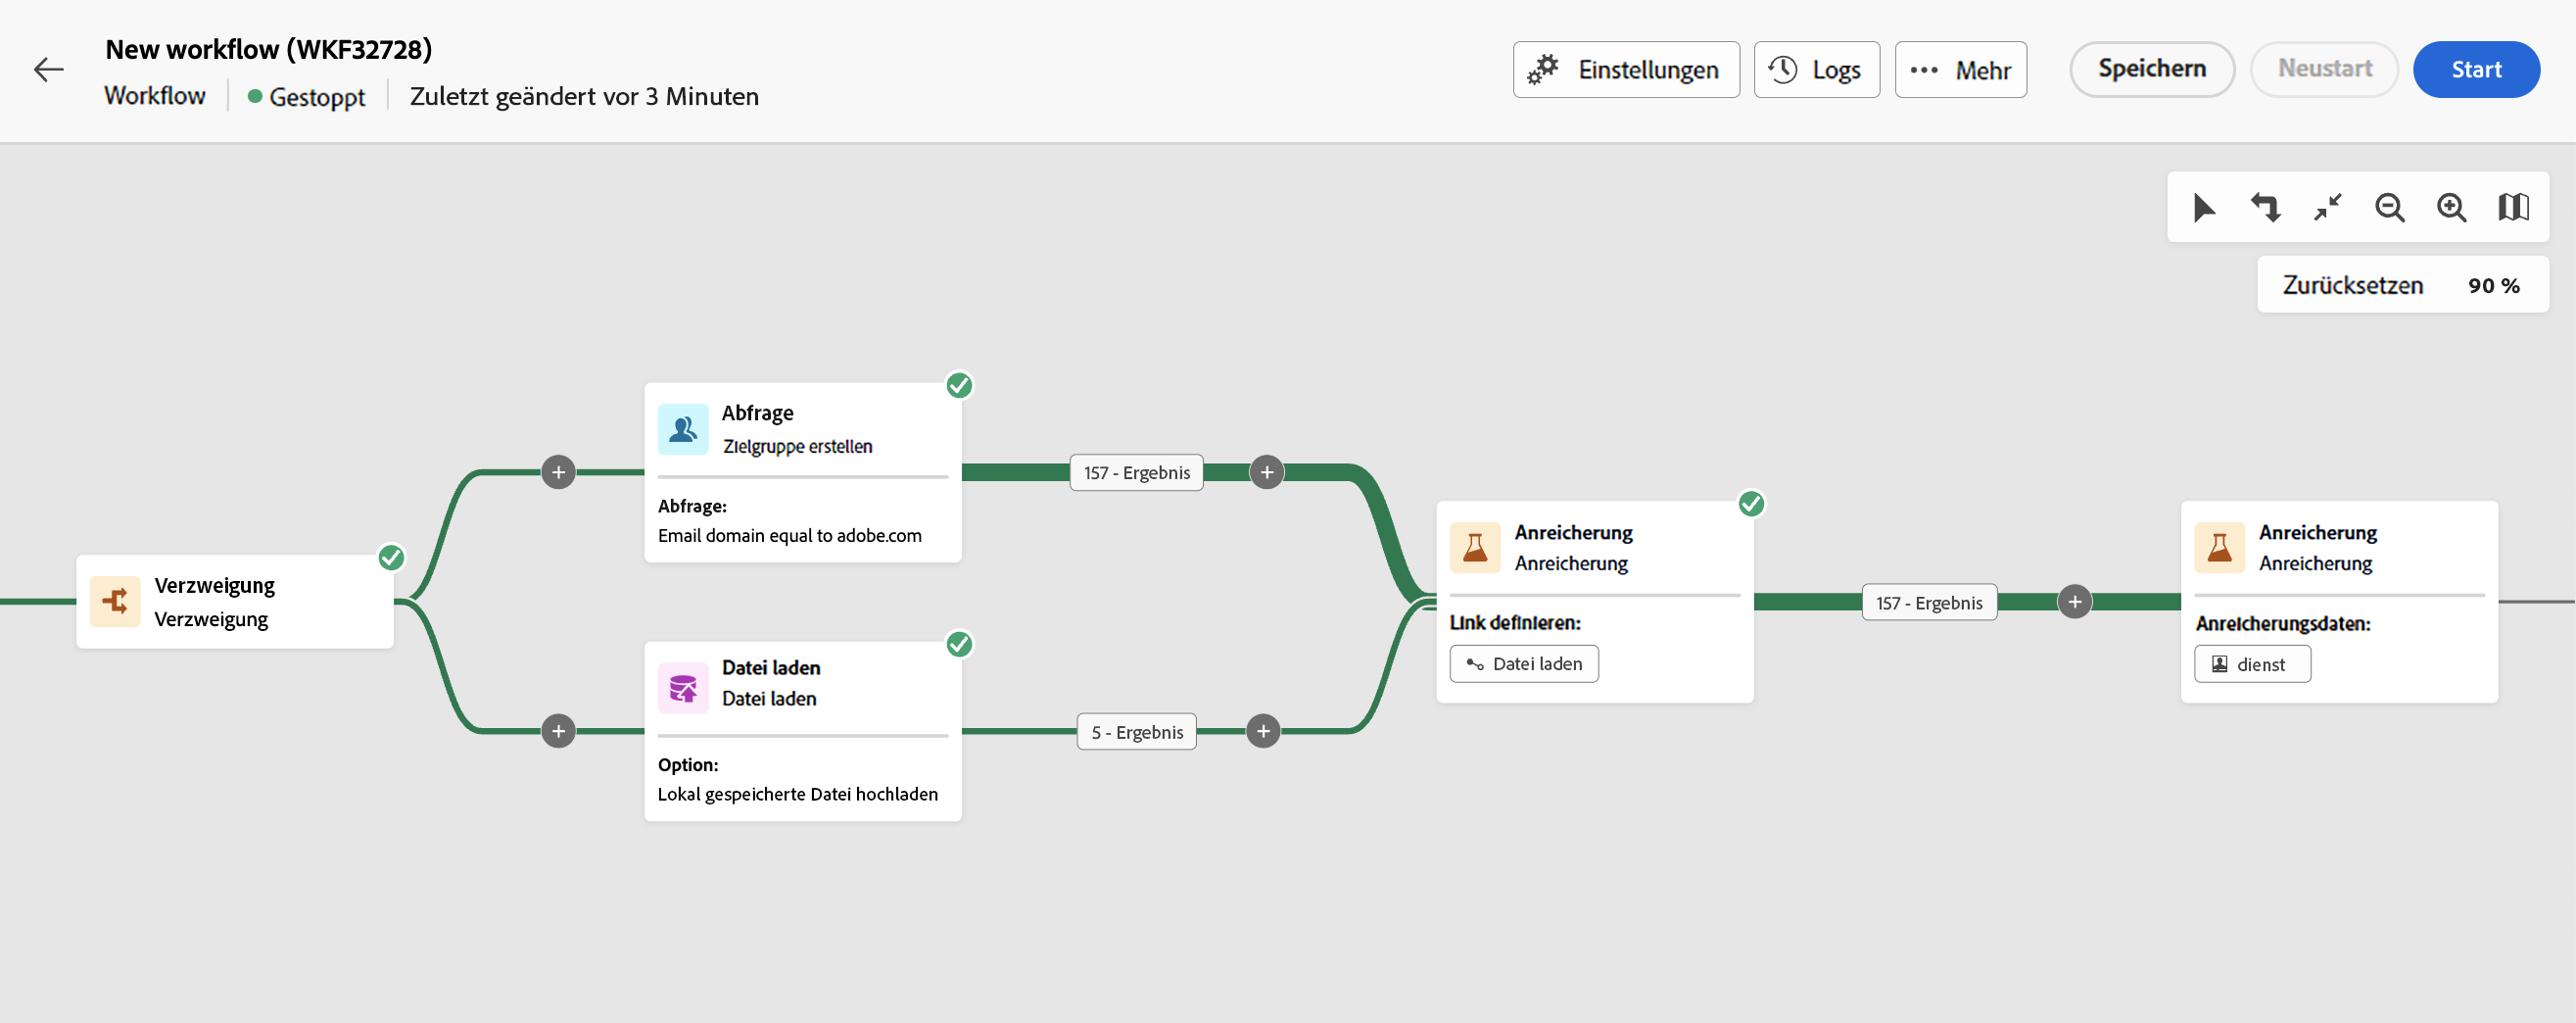 New workflow (WKF32728)
Workflow
Gestoppt
Zuletzt geändert vor 3 Minuten
Einstellungen
Logs
Mehr
Speichern
Neustart
Start
Zurücksetzen 90 %
Verzweigung
Verzweigung
Abfrage
Zielgruppe erstellen
Abfrage:
Email domain equal to adobe.com
157 - Ergebnis
Datei laden
Datei laden
Option:
Lokal gespeicherte Datei hochladen
5 - Ergebnis
Anreicherung
Anreicherung
Link definieren:
Datei laden
157 - Ergebnis
Anreicherung
Anreicherung
Anreicherungsdaten:
dienst